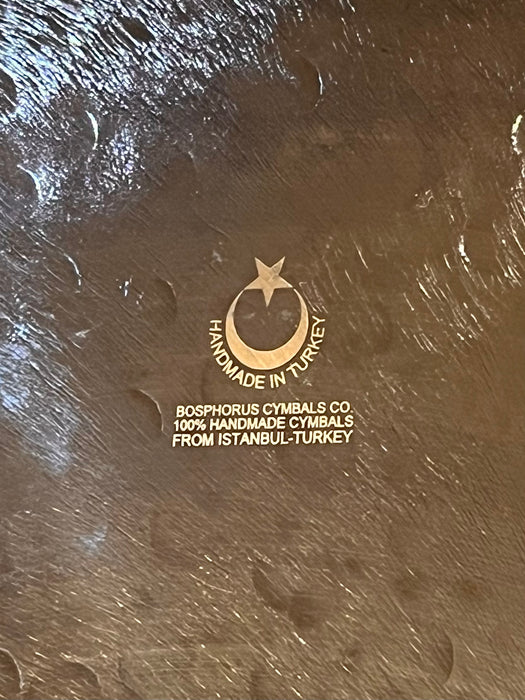 HANDMADE IN TURKEY
BOSPHORUS CYMBALS CO.
100% HANDMADE CYMBALS
FROM ISTANBUL-TURKEY